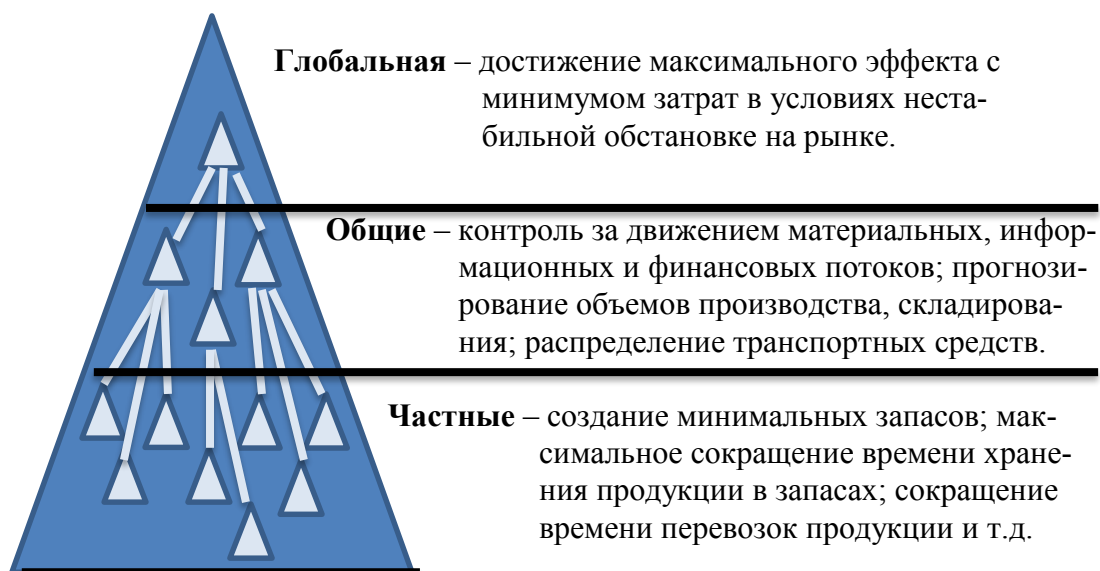 Глобальная – достижение максимального эффекта с
минимумом затрат в условиях неста-
бильной обстановке на рынке.
Общие – контроль за движением материальных, инфор-
мационных и финансовых потоков; прогнози-
рование объемов производства, складирова-
ния; распределение транспортных средств.
Частные – создание минимальных запасов; мак-
симальное сокращение времени хране-
ния продукции в запасах; сокращение
времени перевозок продукции и т.д.